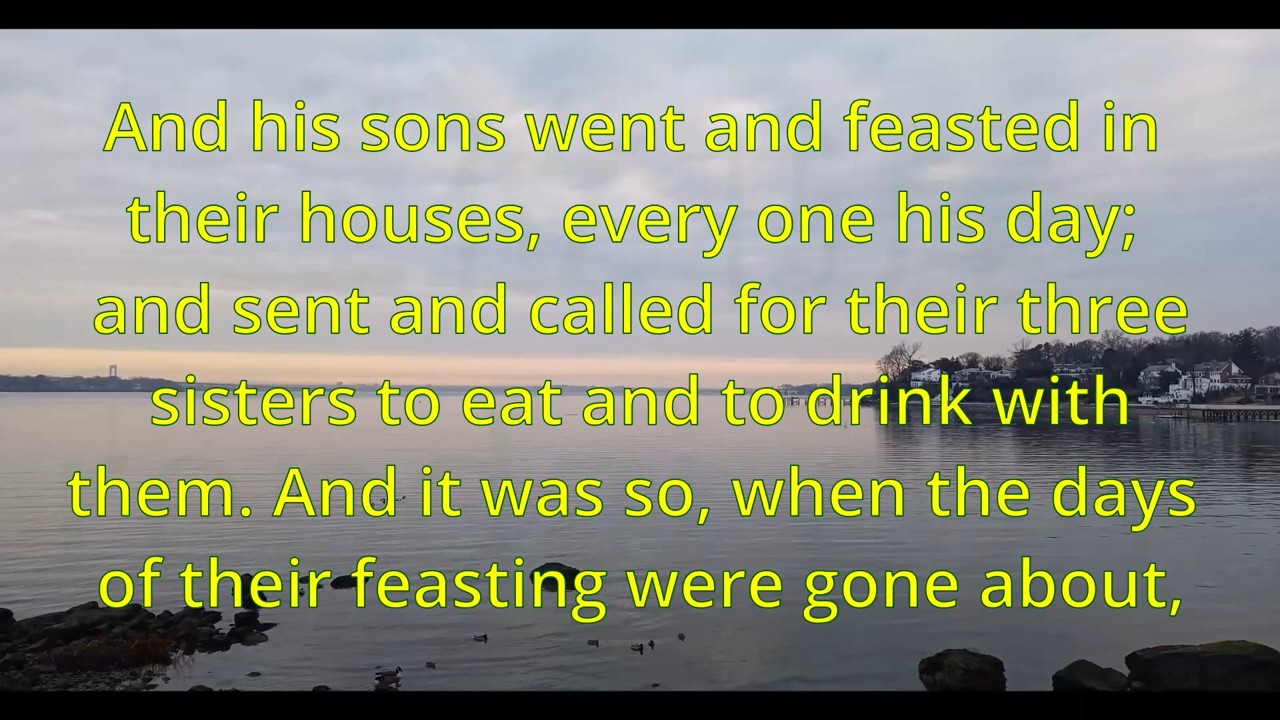 And his sons went and feasted in
their houses, every one his day;
and sent and called for their three
sisters to eat and to drink with
them. And it was so, when the days
of their feasting were gone about,